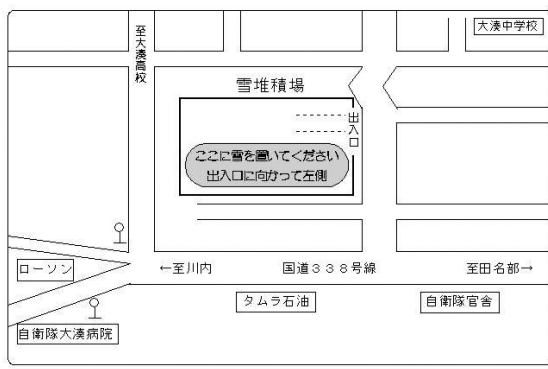 大湊中学校
至大湊高校
雪堆積場
出入口
ここに雪を置いてください
出入口に向かって左側
ローソン
←至川内
国道338号線
至田名部→
タムラ石油
自衛隊官舎
自衛隊大湊病院